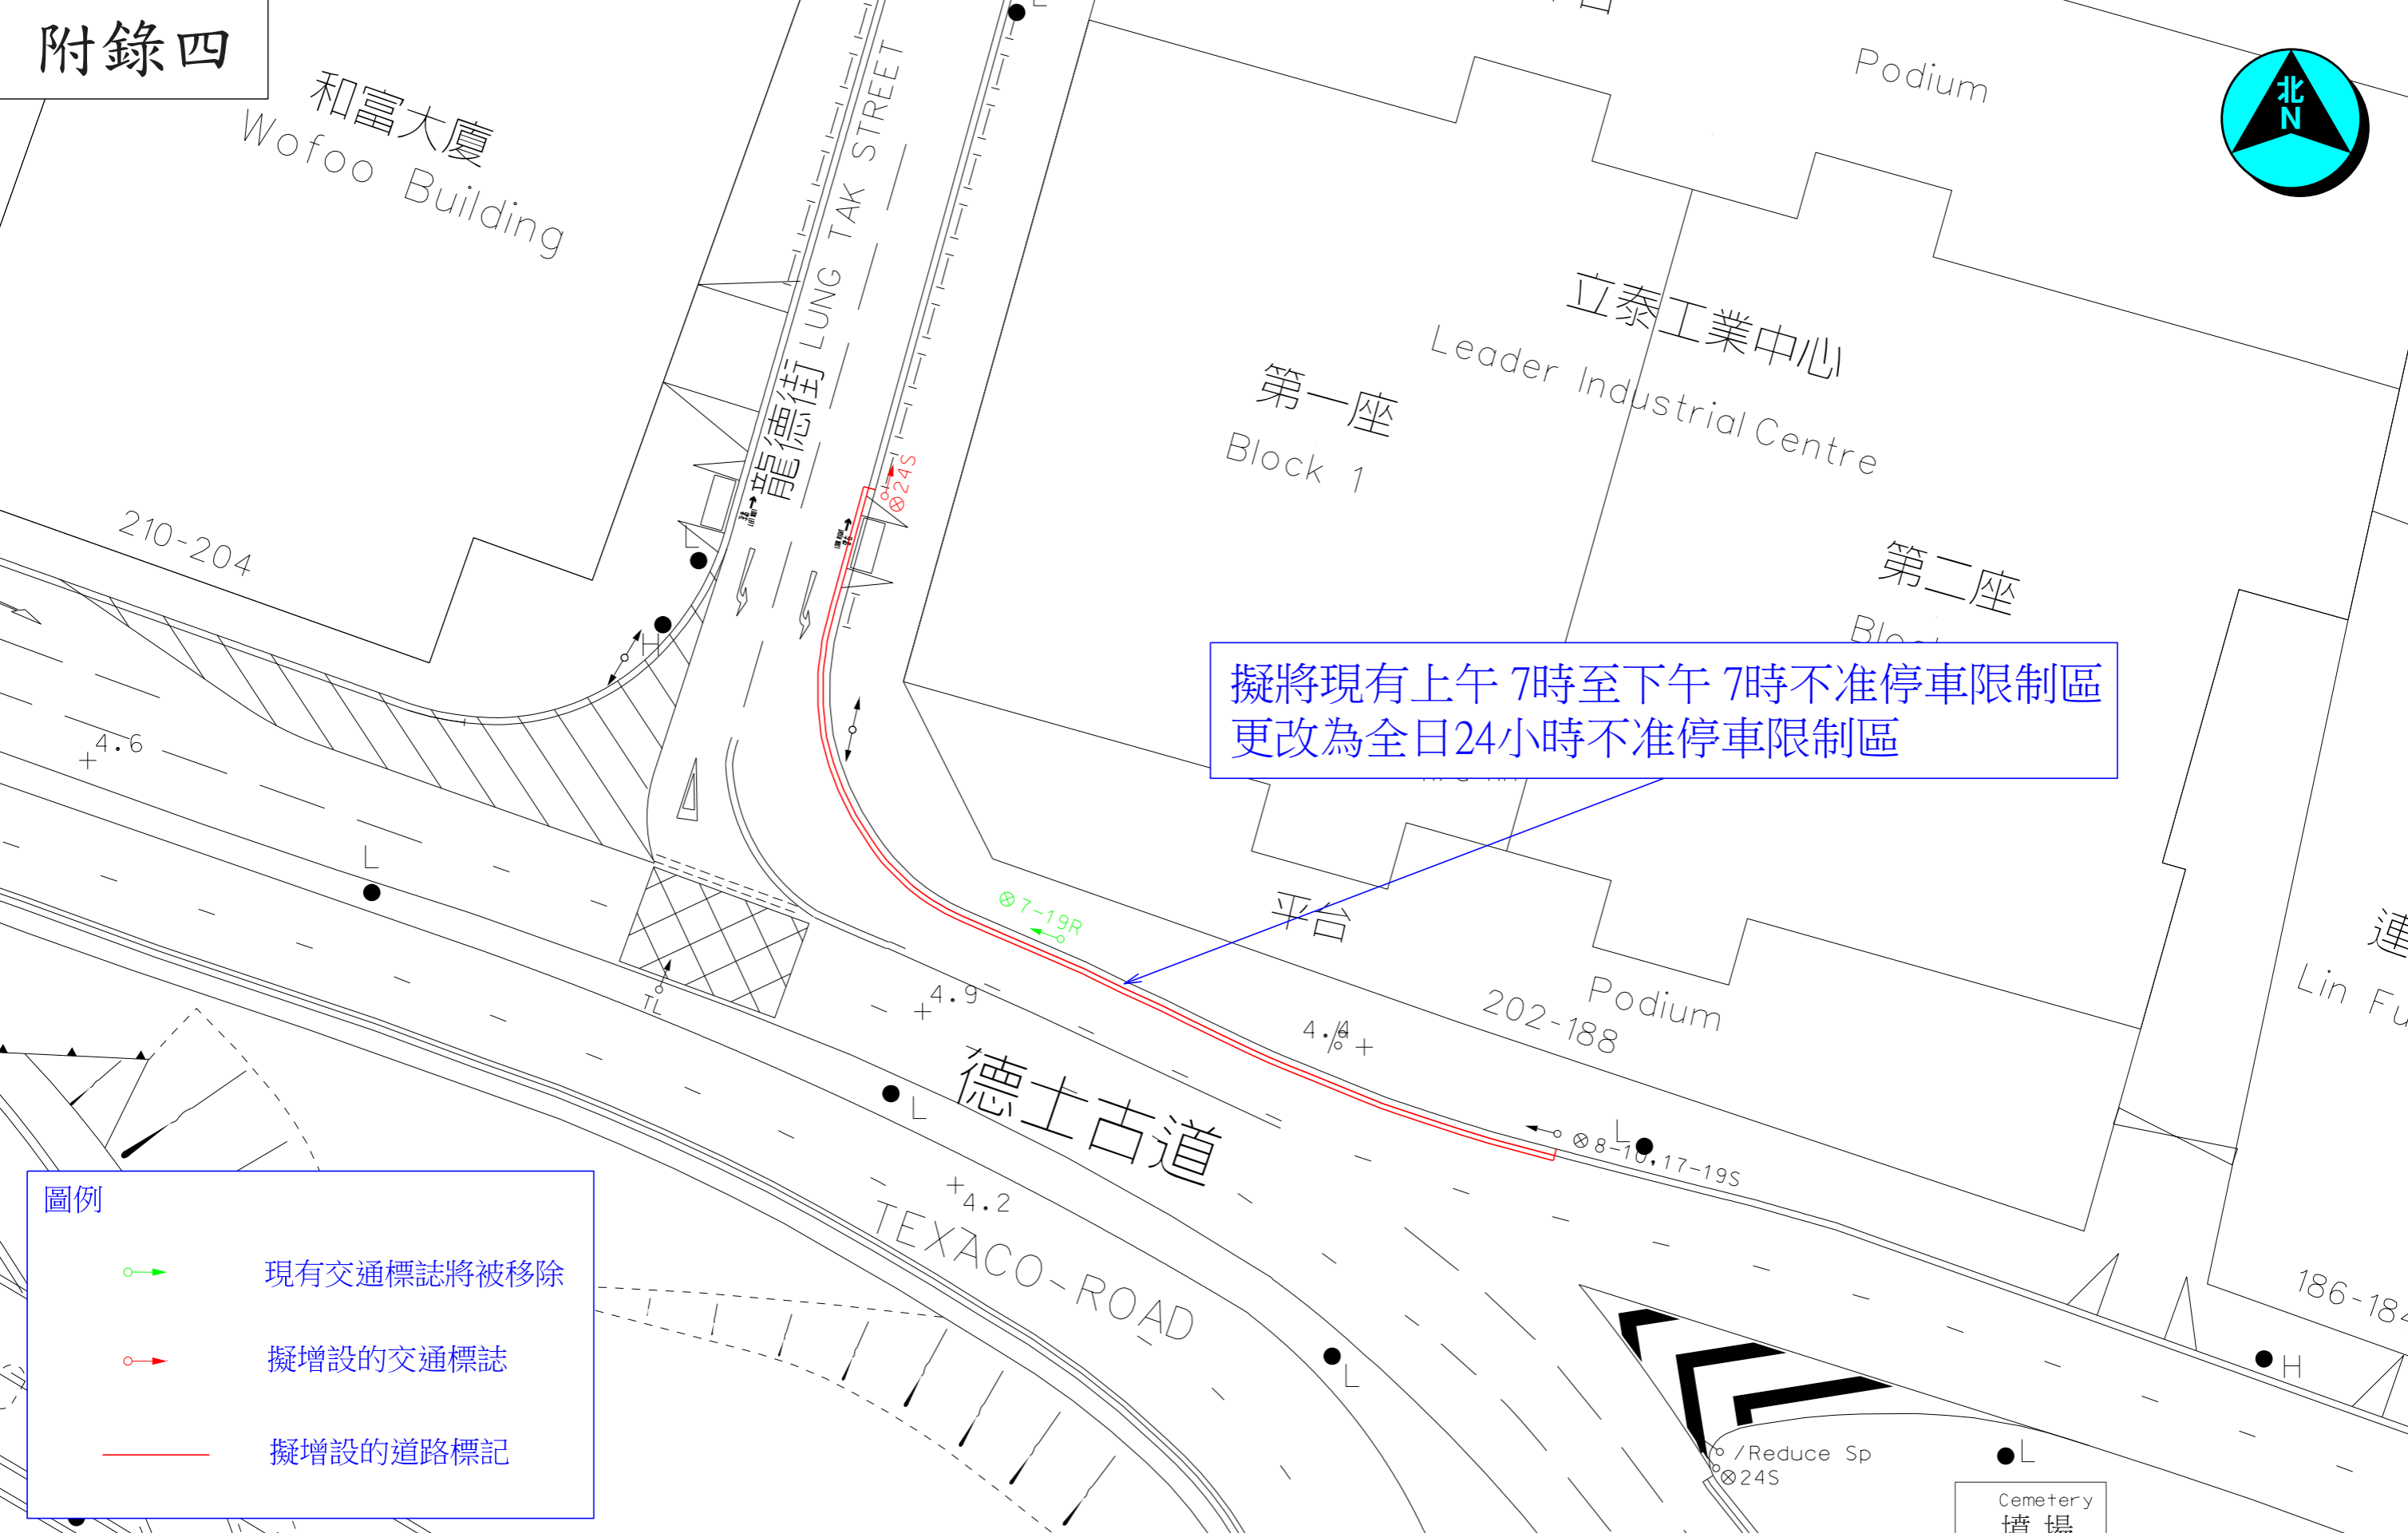 附錄四
和富大廈
Wofoo Building
210-204
龍德街 LUNG TAK STREET
Podium
北
N
立泰工業中心
Leader Industrial Centre
第一座
Block 1
第二座
⊗24S
L
H
擬將現有上午 7時至下午 7時不准停車限制區
更改為全日24小時不准停車限制區
4.6
L
⊗7-19R
平台
Podium
202-188
TL
4.9
德士古道
TEXACO-ROAD
4.2
L
L
⊗8-10,17-19S
Lin Fu
186-184
L
H
/Reduce Sp
⊗24S
L
Cemetery
墳場
圖例
現有交通標誌將被移除
擬增設的交通標誌
擬增設的道路標記